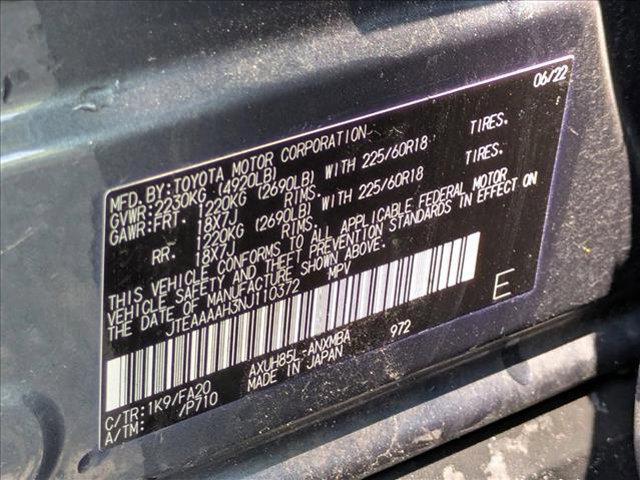 06/22
MFD. BY:TOYOTA MOTOR CORPORATION
GVWR:2230KG (4920LB)
GAWR:FRT. 1220KG (2690LB) WITH 225/60R18 TIRES.
18X7J RIMS.
RR. 1220KG (2690LB) WITH 225/60R18 TIRES.
18X7J RIMS.
THIS VEHICLE CONFORMS TO ALL APPLICABLE FEDERAL MOTOR
VEHICLE SAFETY AND THEFT PREVENTION STANDARDS IN EFFECT ON
THE DATE OF MANUFACTURE SHOWN ABOVE.
JTEAAAAH3NJ110372 MPV
E
C/TR:1K9/FA20 AXUH85L-ANXMBA 972
A/TM: /P710 MADE IN JAPAN